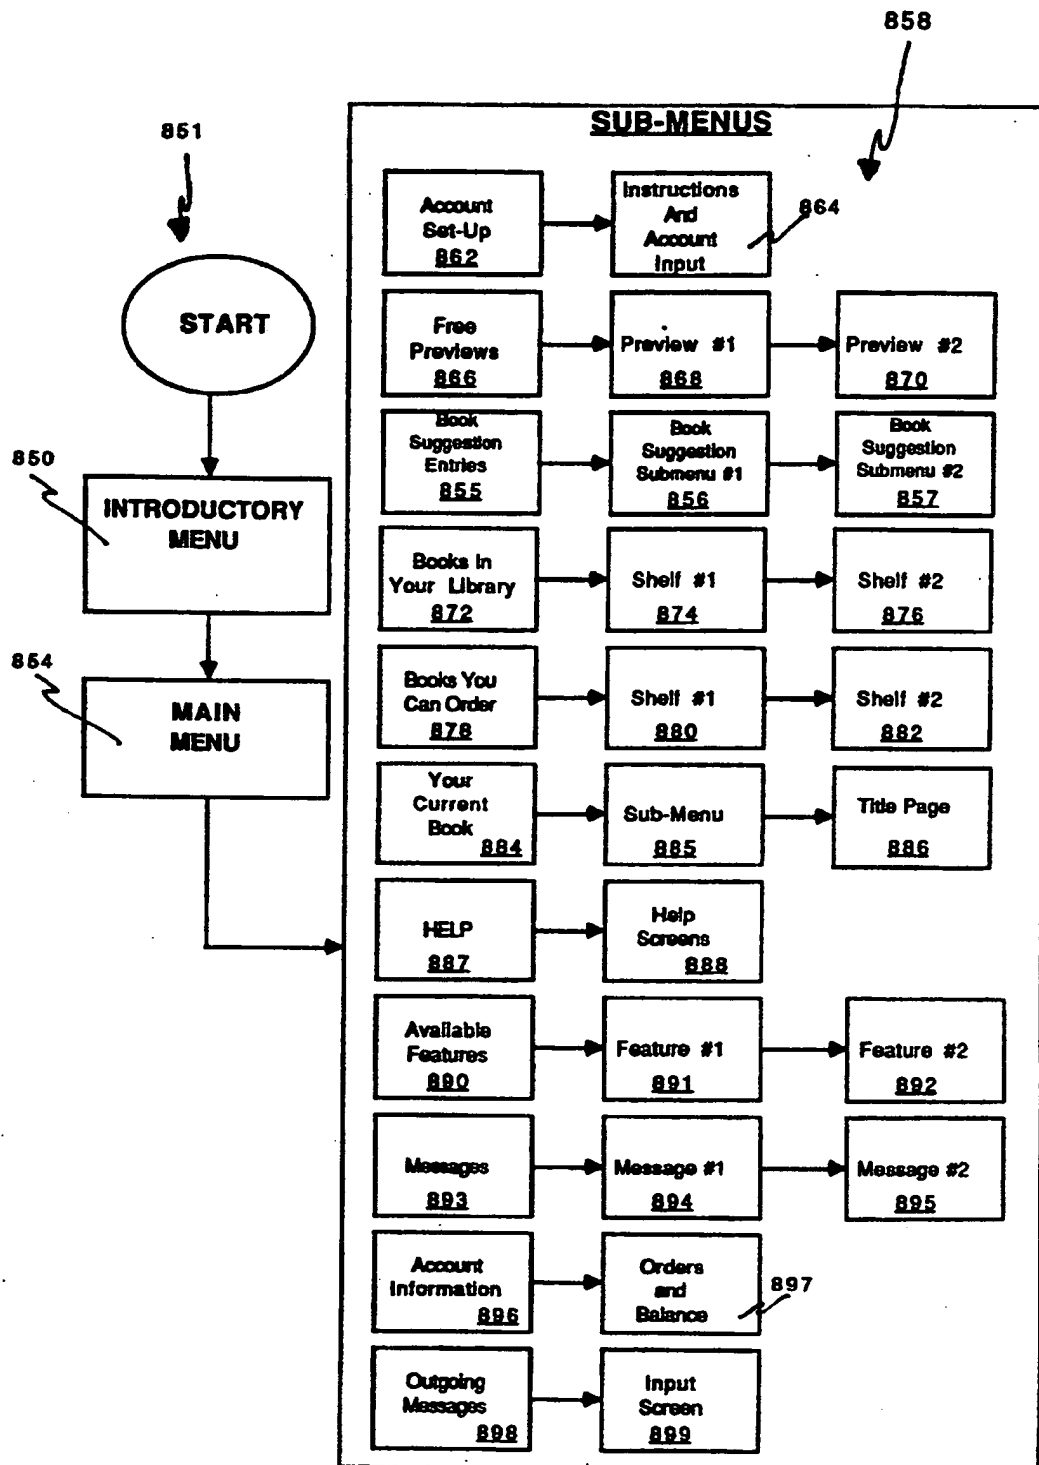 858
851
SUB-MENUS
Account
Set-Up
862
Instructions
And
Account
Input
864
START
Free
Previews
866
Preview #1
868
Preview #2
870
Book
Suggestion
Entries
855
Book
Suggestion
Submenu #1
856
Book
Suggestion
Submenu #2
857
850
INTRODUCTORY
MENU
Books In
Your Library
872
Shelf #1
874
Shelf #2
876
854
MAIN
MENU
Books You
Can Order
878
Shelf #1
880
Shelf #2
882
Your
Current
Book
884
Sub-Menu
885
Title Page
886
HELP
887
Help
Screens
888
Available
Features
890
Feature #1
891
Feature #2
892
Messages
893
Message #1
894
Message #2
895
Account
Information
896
Orders
and
Balance
897
Outgoing
Messages
898
Input
Screen
899